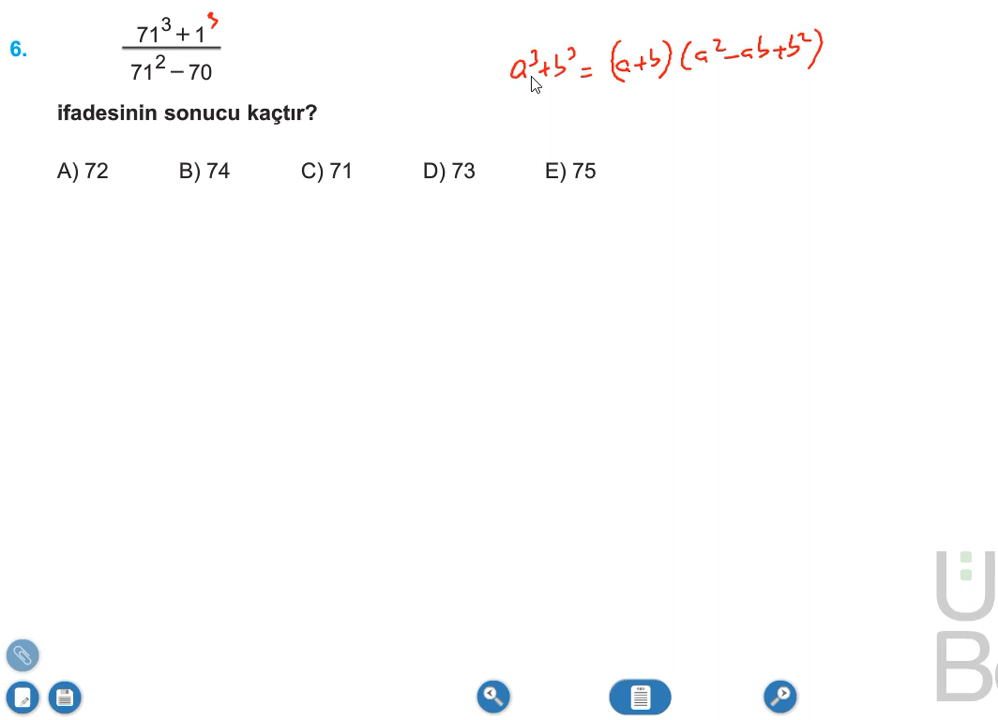 6.
71³ + 1³
71² – 70
a³+b³ = (a+b) (a²-ab+b²)
ifadesinin sonucu kaçtır?
A) 72 B) 74 C) 71 D) 73 E) 75
Ü
B